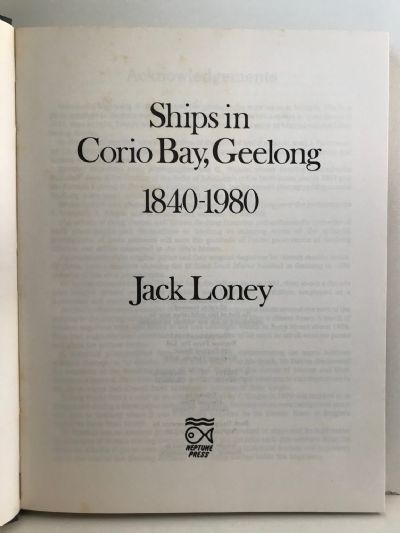 Ships in
Corio Bay, Geelong
1840-1980
Jack Loney
NEPTUNE
PRESS